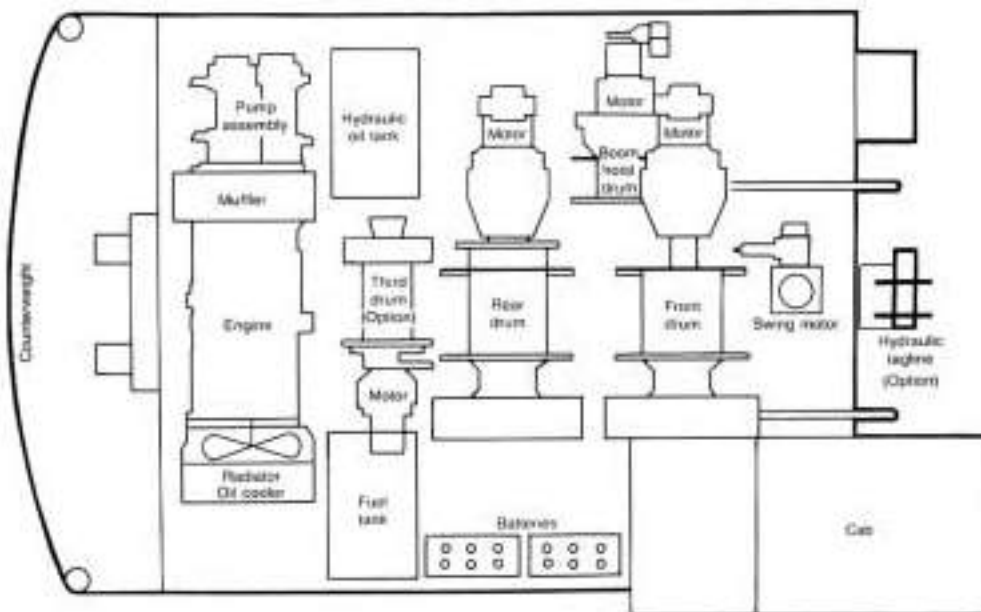 Counterweight
Pump
assembly
Muffler
Engine
Radiator
Oil cooler
Hydraulic
oil tank
Third
drum
(Option)
Motor
Fuel
tank
Motor
Rear
drum
Batteries
Motor
Boom
hoist
drum
Motor
Front
drum
Swing motor
Hydraulic
tagline
(Option)
Cab